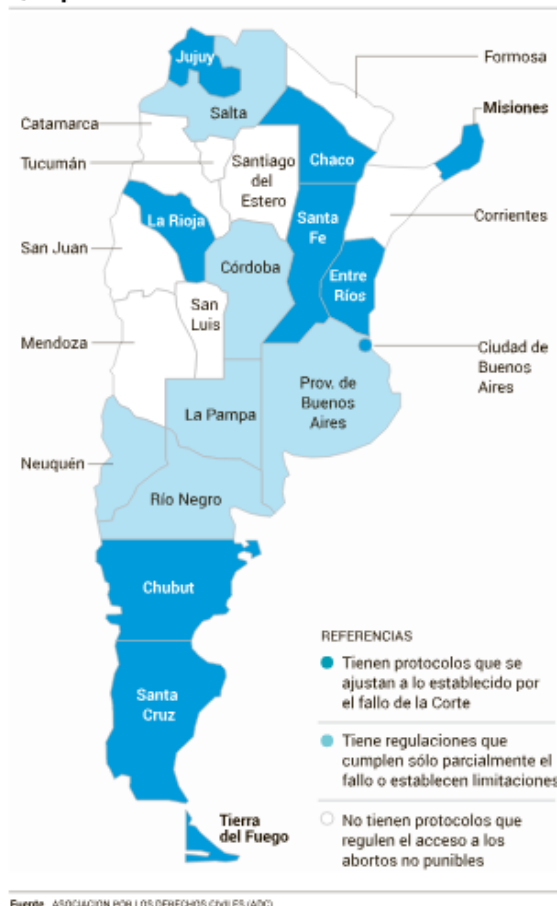 Jujuy
Formosa
Salta
Misiones
Catamarca
Tucumán
Santiago
del
Estero
Chaco
La Rioja
Santa
Fe
Corrientes
San Juan
Córdoba
Entre
Ríos
San
Luis
Mendoza
Ciudad de
Buenos
Aires
Prov. de
Buenos
Aires
La Pampa
Neuquén
Río Negro
Chubut
Santa
Cruz
Tierra
del Fuego
REFERENCIAS
Tienen protocolos que se
ajustan a lo establecido por
el fallo de la Corte
Tiene regulaciones que
cumplen sólo parcialmente el
fallo o establecen limitaciones
No tienen protocolos que
regulen el acceso a los
abortos no punibles
Fuente ASOCIACION POR LOS DERECHOS CIVILES (ADC)